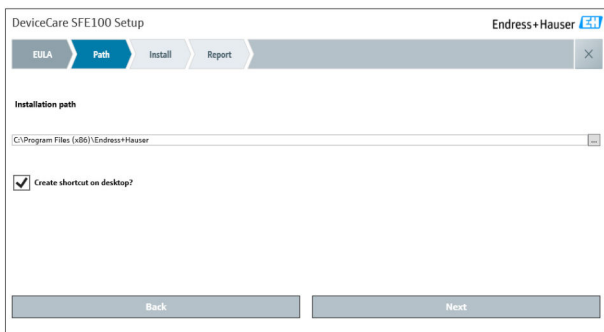 DeviceCare SFE100 Setup
Endress+Hauser EH
EULA Path Install Report
Installation path
C:\Program Files (x86)\Endress+Hauser
...
Create shortcut on desktop?
Back Next